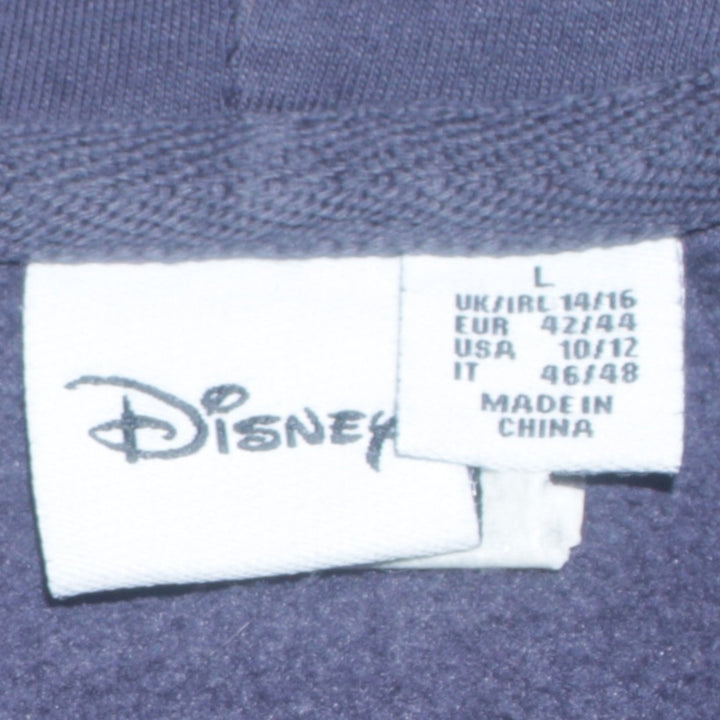 Disney
L
UK/IRL 14/16
EUR 42/44
USA 10/12
IT 46/48
MADE IN
CHINA